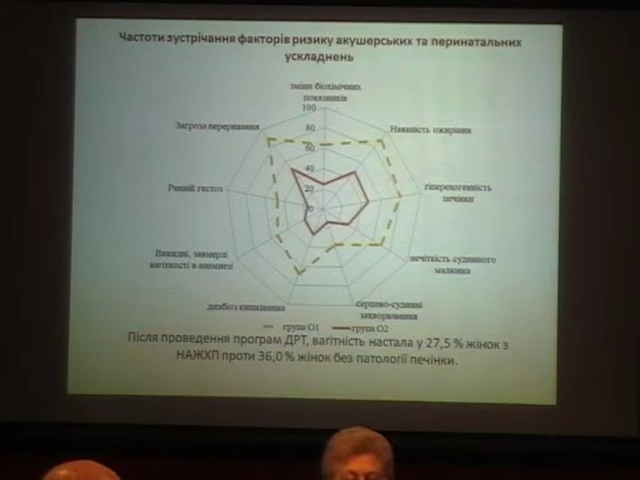 Частоти зустрічання факторів ризику акушерських та перинатальних
ускладнень
зміни біохімічних
показників
100
80
60
40
20
0
Наявність ожиріння
гіперехогенність
печінки
нечіткість судинного
малюнка
серцево-судинні
захворювання
дизбіоз кишківника
Викидні, завмерлі
вагітності в анамнезі
Ранній гестоз
Загроза переривання
група О1
група О2
Після проведення програм ДРТ, вагітність настала у 27,5 % жінок з
НАЖХП проти 36,0 % жінок без патології печінки.